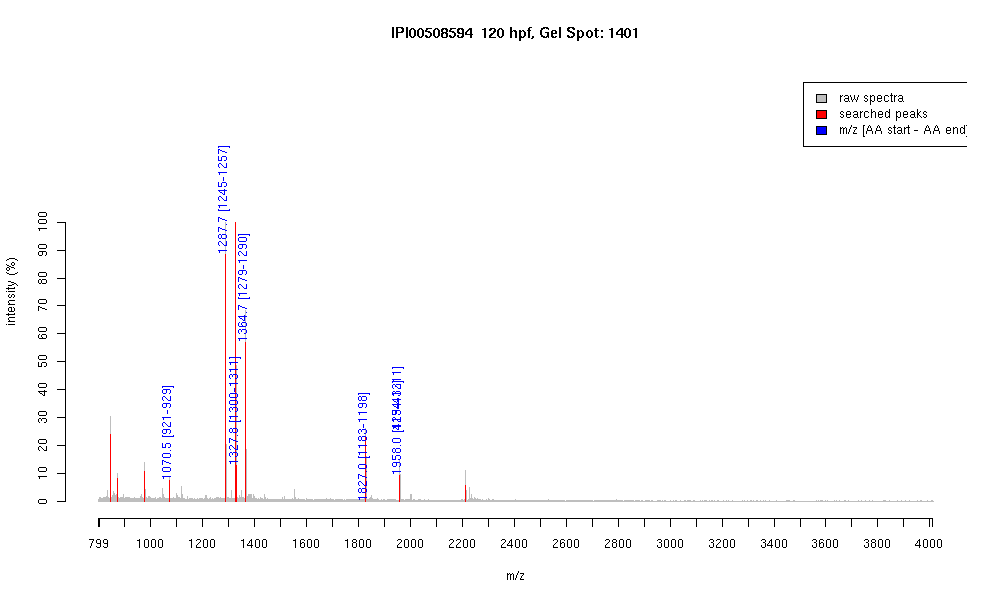 IPI00508594 120 hpf, Gel Spot: 1401
raw spectra
searched peaks
m/z [AA start - AA end]
intensity (%)
100
90
80
70
60
50
40
30
20
10
0
1070.5 [921-929]
1287.7 [1245-1257]
1327.8 [1300-1311]
1364.7 [1279-1290]
1827.0 [1183-1198]
1958.0
799 1000 1200 1400 1600 1800 2000 2200 2400 2600 2800 3000 3200 3400 3600 3800 4000
m/z